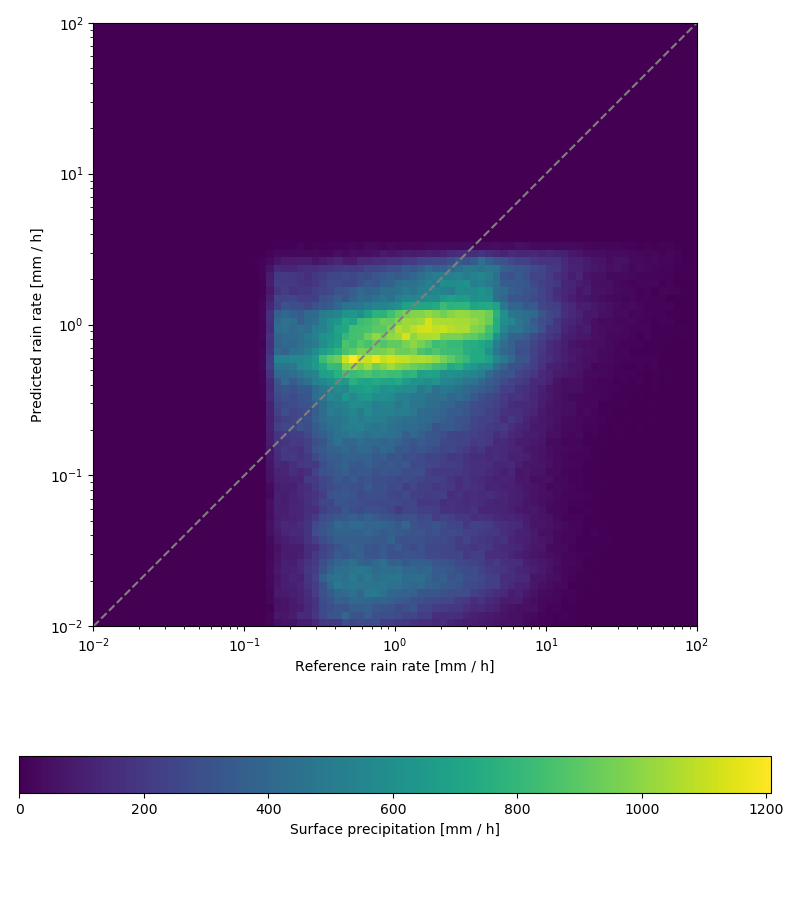 10²
10¹
10⁰
10⁻¹
10⁻²
Predicted rain rate [mm / h]
10⁻² 10⁻¹ 10⁰ 10¹ 10²
Reference rain rate [mm / h]
0 200 400 600 800 1000 1200
Surface precipitation [mm / h]